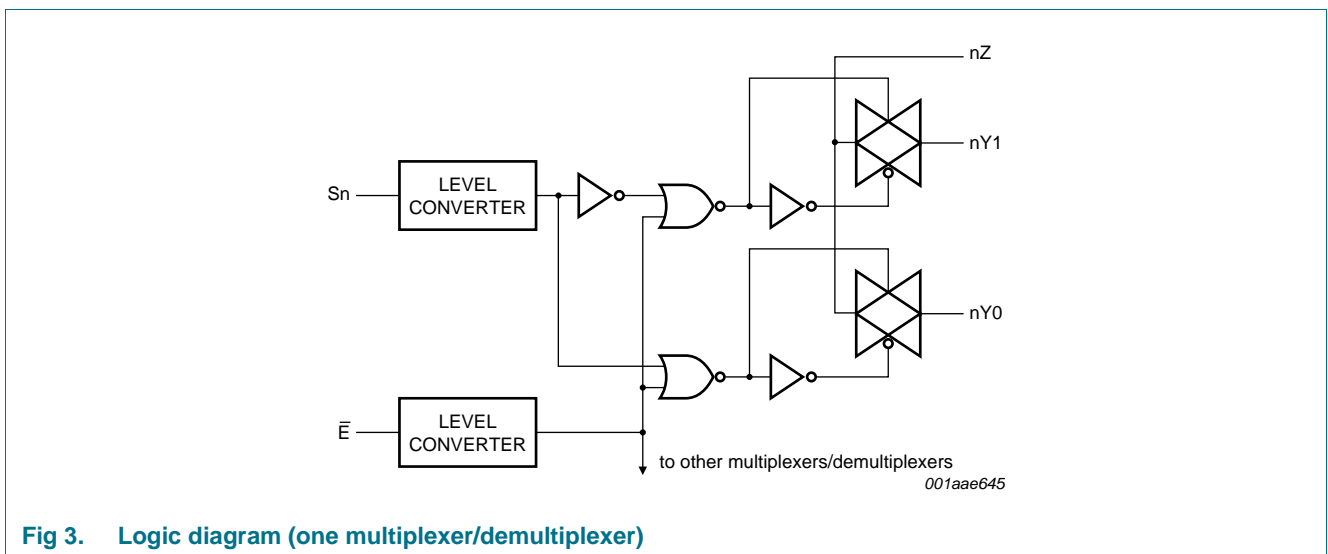 nZ
nY1
Sn
LEVEL
CONVERTER
nY0
E̅
LEVEL
CONVERTER
to other multiplexers/demultiplexers
001aae645
Fig 3. Logic diagram (one multiplexer/demultiplexer)